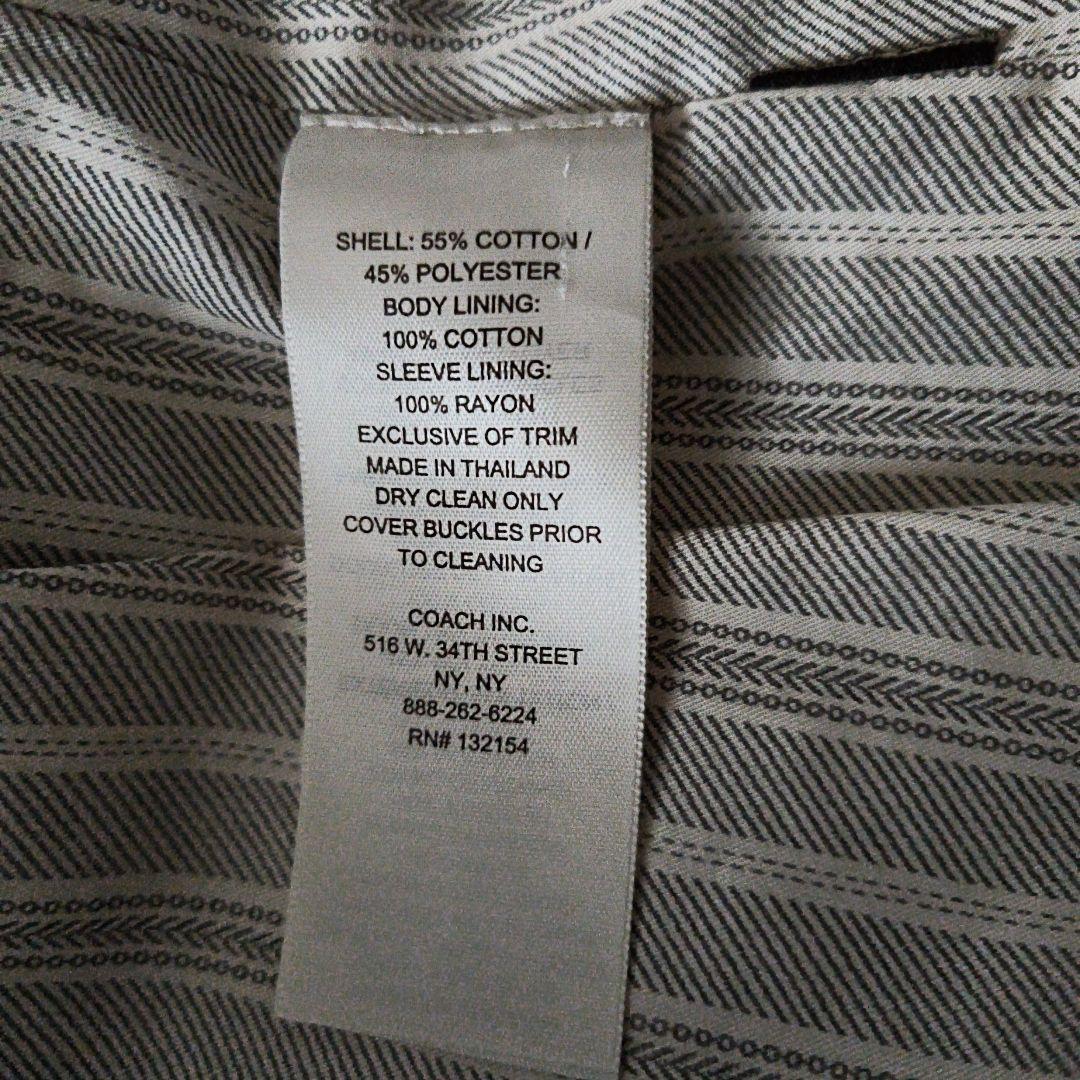 SHELL: 55% COTTON /
45% POLYESTER
BODY LINING:
100% COTTON
SLEEVE LINING:
100% RAYON
EXCLUSIVE OF TRIM
MADE IN THAILAND
DRY CLEAN ONLY
COVER BUCKLES PRIOR
TO CLEANING
COACH INC.
516 W. 34TH STREET
NY, NY
888-262-6224
RN# 132154